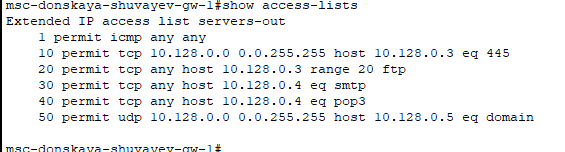 msc-donskaya-shuvayev-gw-1#show access-lists
Extended IP access list servers-out
1 permit icmp any any
10 permit tcp 10.128.0.0 0.0.255.255 host 10.128.0.3 eq 445
20 permit tcp any host 10.128.0.3 range 20 ftp
30 permit tcp any host 10.128.0.4 eq smtp
40 permit tcp any host 10.128.0.4 eq pop3
50 permit udp 10.128.0.0 0.0.255.255 host 10.128.0.5 eq domain
msc-donskaya-shuvayev-gw-1#